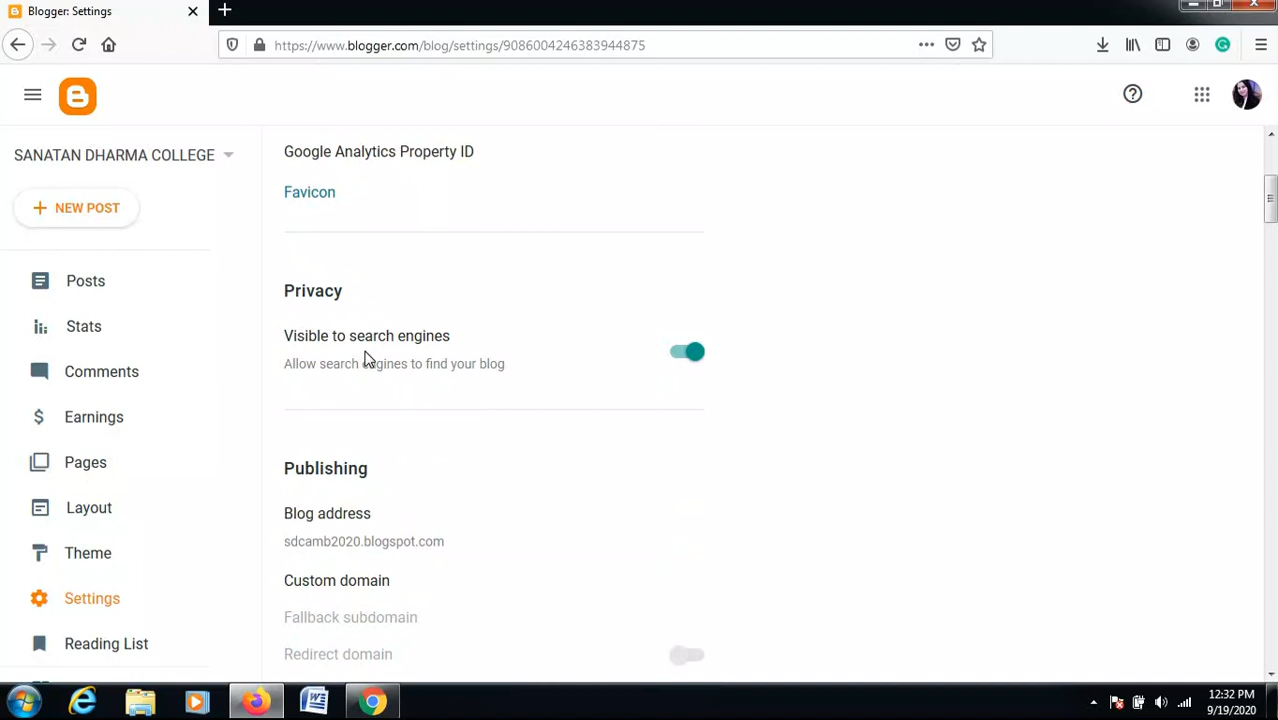 Blogger: Settings
https://www.blogger.com/blog/settings/9086004246383944875
SANATAN DHARMA COLLEGE
NEW POST
Posts
Stats
Comments
Earnings
Pages
Layout
Theme
Settings
Reading List
Google Analytics Property ID
Favicon
Privacy
Visible to search engines
Allow search engines to find your blog
Publishing
Blog address
sdcamb2020.blogspot.com
Custom domain
Fallback subdomain
Redirect domain
12:32 PM
9/19/2020